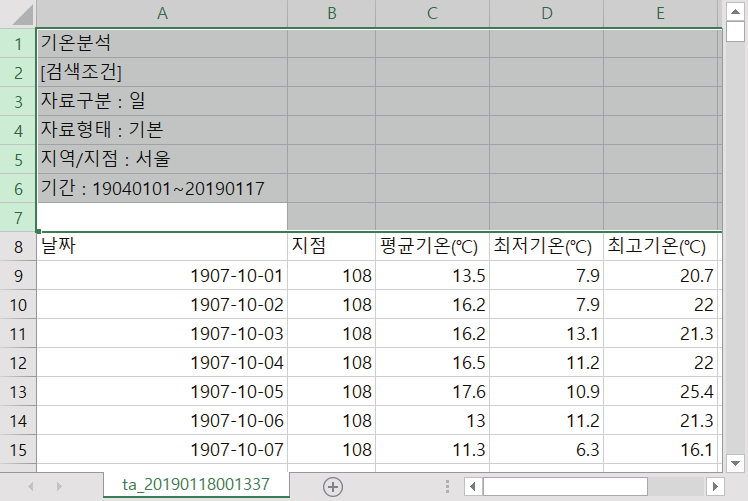 A B C D E
1 기온분석
2 [검색조건]
3 자료구분 : 일
4 자료형태 : 기본
5 지역/지점 : 서울
6 기간 : 19040101~20190117
7
8 날짜 지점 평균기온(℃) 최저기온(℃) 최고기온(℃)
9 1907-10-01 108 13.5 7.9 20.7
10 1907-10-02 108 16.2 7.9 22
11 1907-10-03 108 16.2 13.1 21.3
12 1907-10-04 108 16.5 11.2 22
13 1907-10-05 108 17.6 10.9 25.4
14 1907-10-06 108 13 11.2 21.3
15 1907-10-07 108 11.3 6.3 16.1
ta_20190118001337